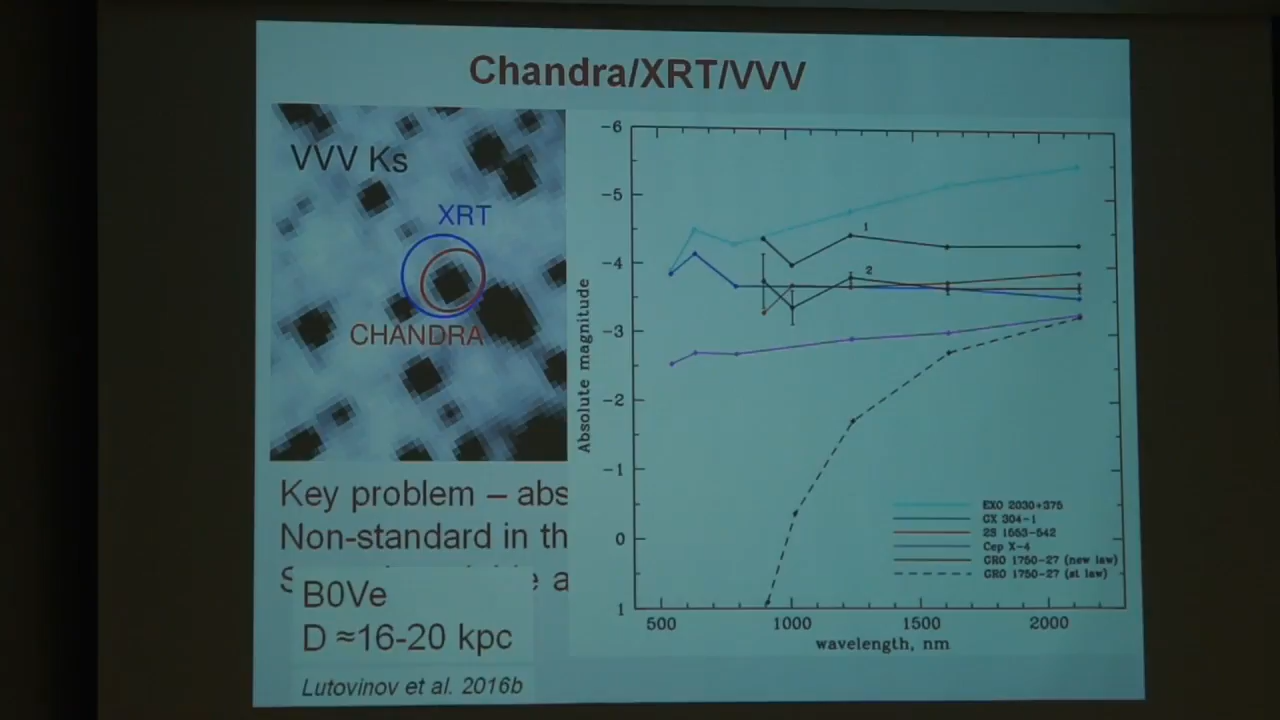 Chandra/XRT/VVV
VVV Ks
XRT
CHANDRA
Key problem – abs
Non-standard in th
B0Ve
D ≈16-20 kpc
Lutovinov et al. 2016b
Absolute magnitude
-6
-5
-4
-3
-2
-1
0
1
1
2
EXO 2030+375
GX 304-1
2S 1553-542
Cep X-4
GRO 1750-27 (new law)
GRO 1750-27 (st law)
500
1000
1500
2000
wavelength, nm